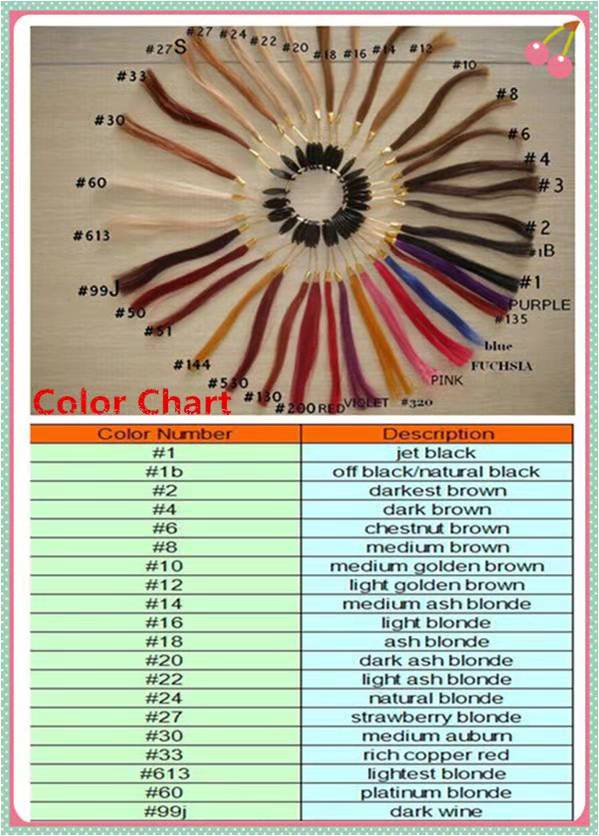 #27 #24 #22 #20 #18 #16 #14 #12
#27S
#10
#33
#8
#30
#6
#4
#60
#3
#2
#613
#1B
#99J
#1
PURPLE
#50
#135
#51
blue
#144
FUCHSIA
#530
PINK
#130
#200 RED VIOLET #320
Color Chart
Color Number Description
#1 jet black
#1b off black/natural black
#2 darkest brown
#4 dark brown
#6 chestnut brown
#8 medium brown
#10 medium golden brown
#12 light golden brown
#14 medium ash blonde
#16 light blonde
#18 ash blonde
#20 dark ash blonde
#22 light ash blonde
#24 natural blonde
#27 strawberry blonde
#30 medium auburn
#33 rich copper red
#613 lightest blonde
#60 platinum blonde
#99j dark wine